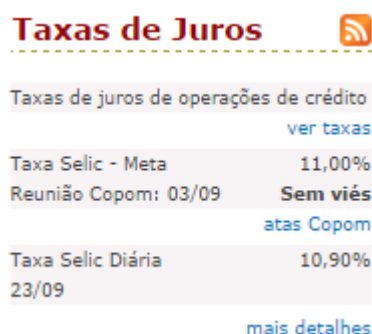 Taxas de Juros
Taxas de juros de operações de crédito
ver taxas
Taxa Selic - Meta 11,00%
Reunião Copom: 03/09 Sem viés
atas Copom
Taxa Selic Diária 10,90%
23/09
mais detalhes